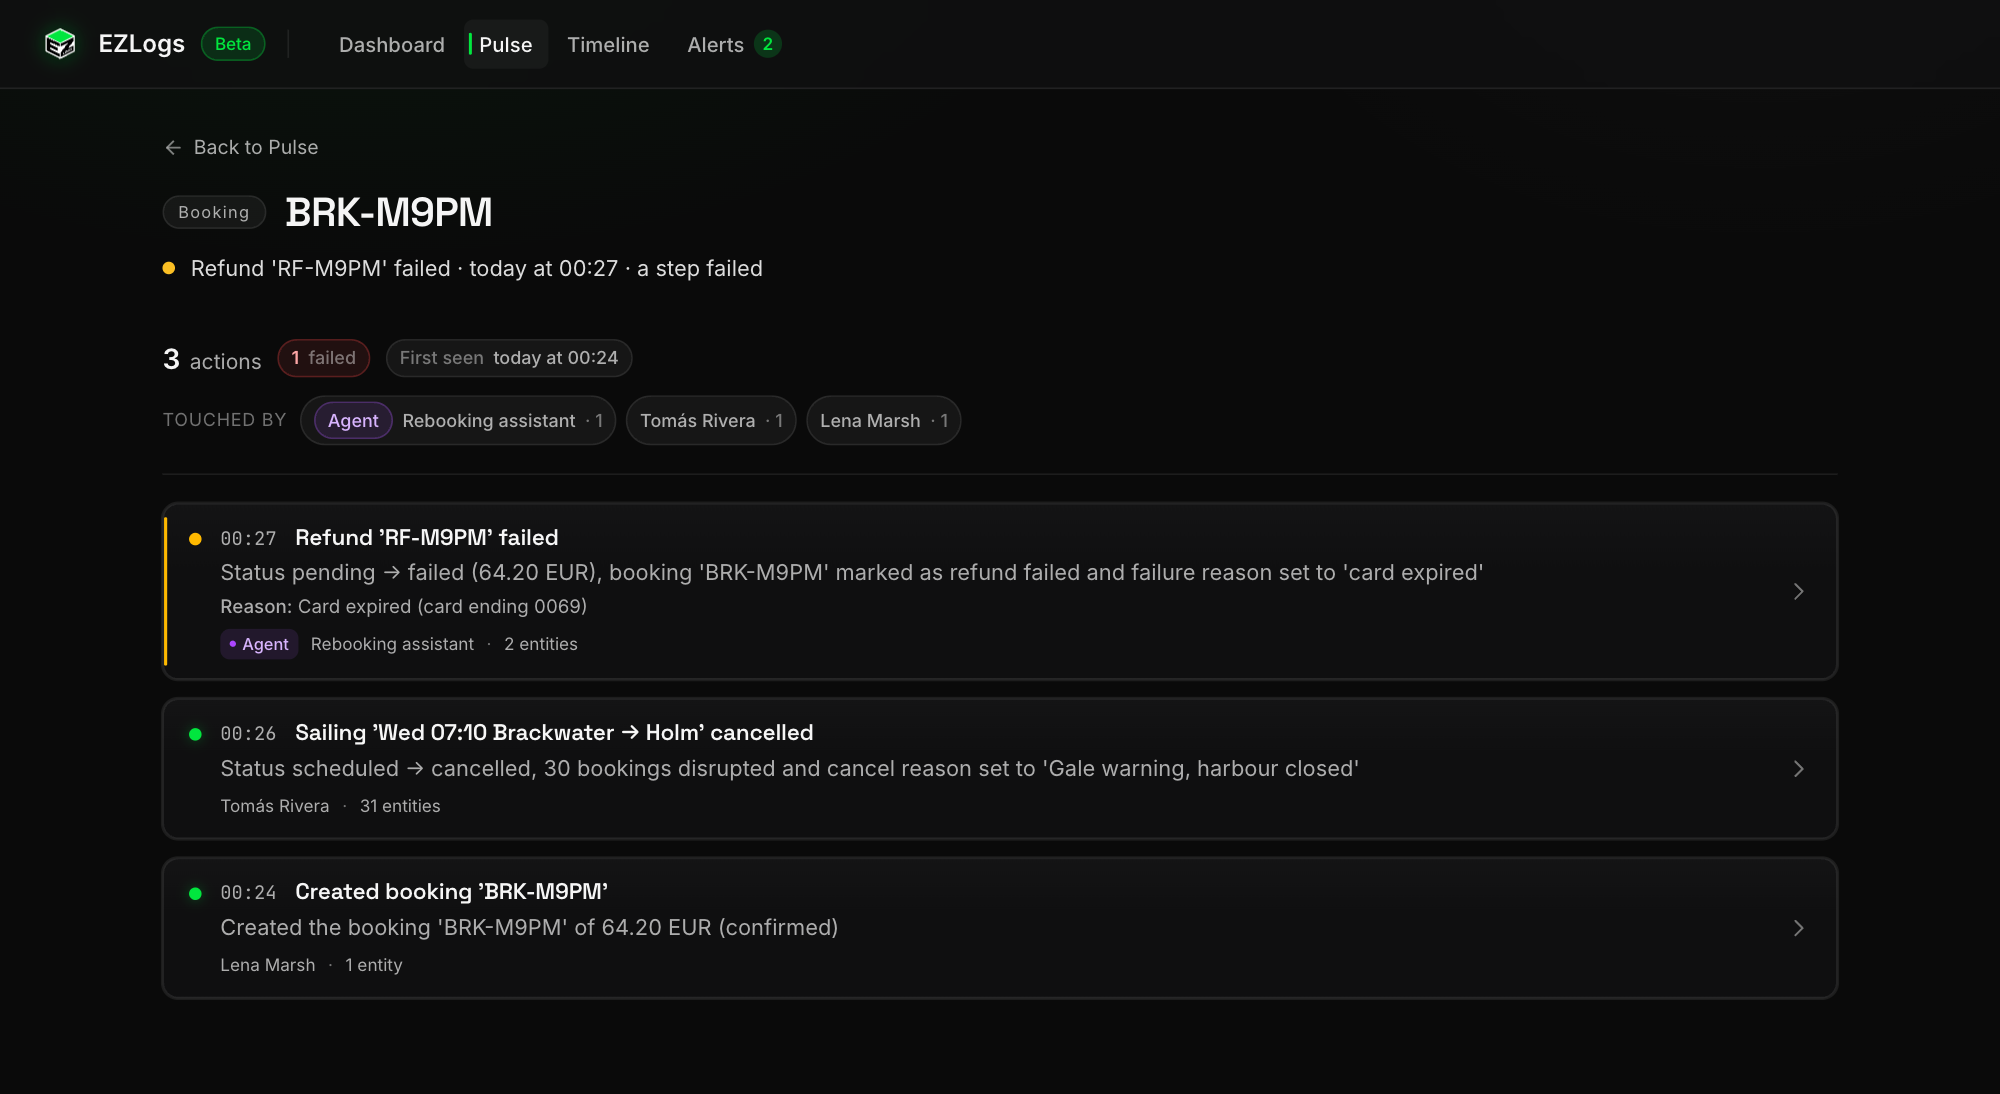 EZLogs Beta Dashboard Pulse Timeline Alerts 2
← Back to Pulse
Booking BRK-M9PM
Refund 'RF-M9PM' failed · today at 00:27 · a step failed
3 actions 1 failed First seen today at 00:24
TOUCHED BY Agent Rebooking assistant · 1 Tomás Rivera · 1 Lena Marsh · 1
00:27 Refund 'RF-M9PM' failed
Status pending → failed (64.20 EUR), booking 'BRK-M9PM' marked as refund failed and failure reason set to 'card expired'
Reason: Card expired (card ending 0069)
Agent Rebooking assistant · 2 entities
00:26 Sailing 'Wed 07:10 Brackwater → Holm' cancelled
Status scheduled → cancelled, 30 bookings disrupted and cancel reason set to 'Gale warning, harbour closed'
Tomás Rivera · 31 entities
00:24 Created booking 'BRK-M9PM'
Created the booking 'BRK-M9PM' of 64.20 EUR (confirmed)
Lena Marsh · 1 entity